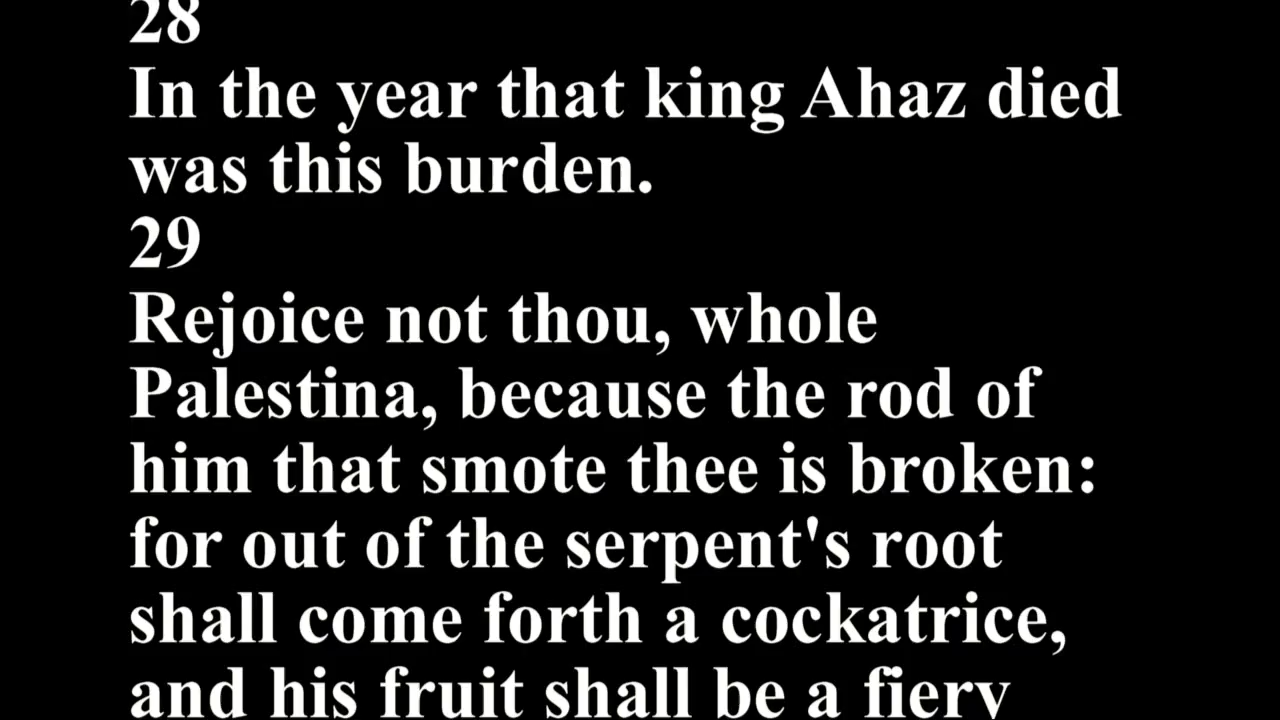 28
In the year that king Ahaz died
was this burden.
29
Rejoice not thou, whole
Palestina, because the rod of
him that smote thee is broken:
for out of the serpent's root
shall come forth a cockatrice,
and his fruit shall be a fiery